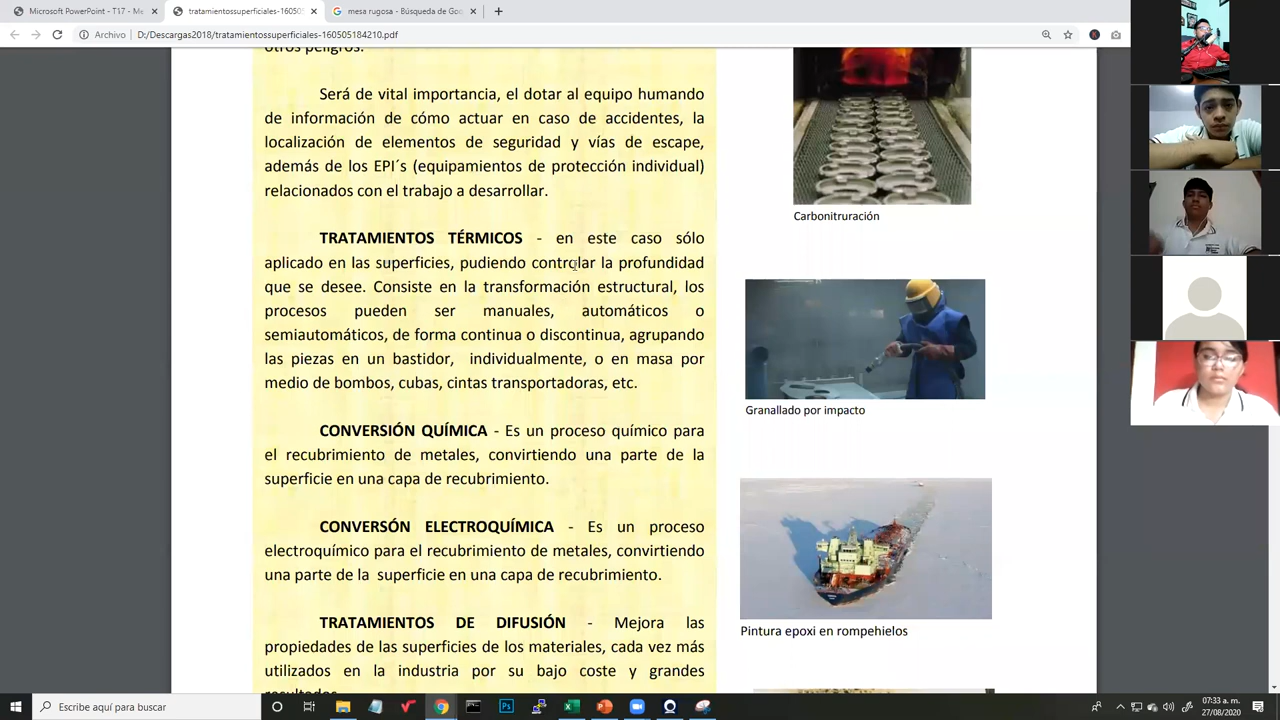 Microsoft PowerPoint - T17 - Me
tratamientossuperficiales-16050
mesa rugosa - Búsqueda de Goo
Archivo
D:/Descargas2018/tratamientossuperficiales-160505184210.pdf
otros peligros.
Será de vital importancia, el dotar al equipo humano
de información de cómo actuar en caso de accidentes, la
localización de elementos de seguridad y vías de escape,
además de los EPI´s (equipamientos de protección individual)
relacionados con el trabajo a desarrollar.
TRATAMIENTOS TÉRMICOS - en este caso sólo
aplicado en las superficies, pudiendo controlar la profundidad
que se desee. Consiste en la transformación estructural, los
procesos pueden ser manuales, automáticos o
semiautomáticos, de forma continua o discontinua, agrupando
las piezas en un bastidor, individualmente, o en masa por
medio de bombos, cubas, cintas transportadoras, etc.
CONVERSIÓN QUÍMICA - Es un proceso químico para
el recubrimiento de metales, convirtiendo una parte de la
superficie en una capa de recubrimiento.
CONVERSÓN ELECTROQUÍMICA - Es un proceso
electroquímico para el recubrimiento de metales, convirtiendo
una parte de la superficie en una capa de recubrimiento.
TRATAMIENTOS DE DIFUSIÓN - Mejora las
propiedades de las superficies de los materiales, cada vez más
utilizados en la industria por su bajo coste y grandes
resultados.
Carbonitruración
Granallado por impacto
Pintura epoxi en rompehielos
Escribe aquí para buscar
07:33 a. m.
27/08/2020